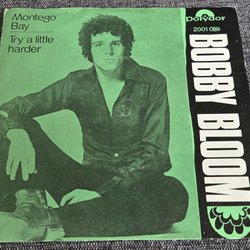 Montego
Bay
Try a little
harder
Polydor
2001 089
BOBBY BLOOM